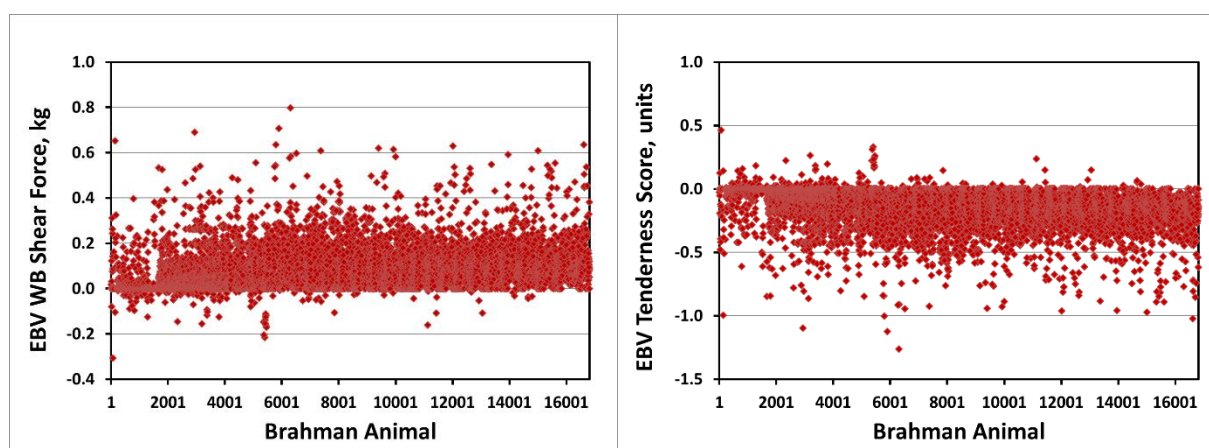 EBV WB Shear Force, kg
1.0
0.8
0.6
0.4
0.2
0.0
-0.2
-0.4
1 2001 4001 6001 8001 10001 12001 14001 16001
Brahman Animal
EBV Tenderness Score, units
1.0
0.5
0.0
-0.5
-1.0
-1.5
1 2001 4001 6001 8001 10001 12001 14001 16001
Brahman Animal